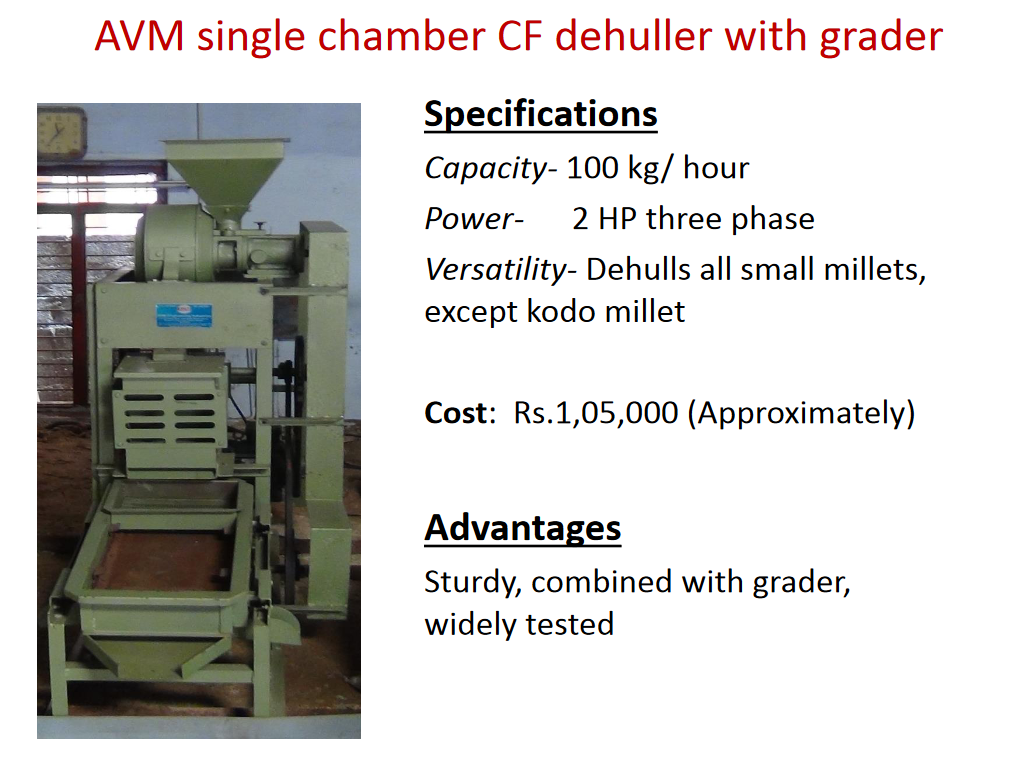 AVM single chamber CF dehuller with grader
Specifications
Capacity- 100 kg/ hour
Power- 2 HP three phase
Versatility- Dehulls all small millets,
except kodo millet
Cost: Rs.1,05,000 (Approximately)
Advantages
Sturdy, combined with grader,
widely tested